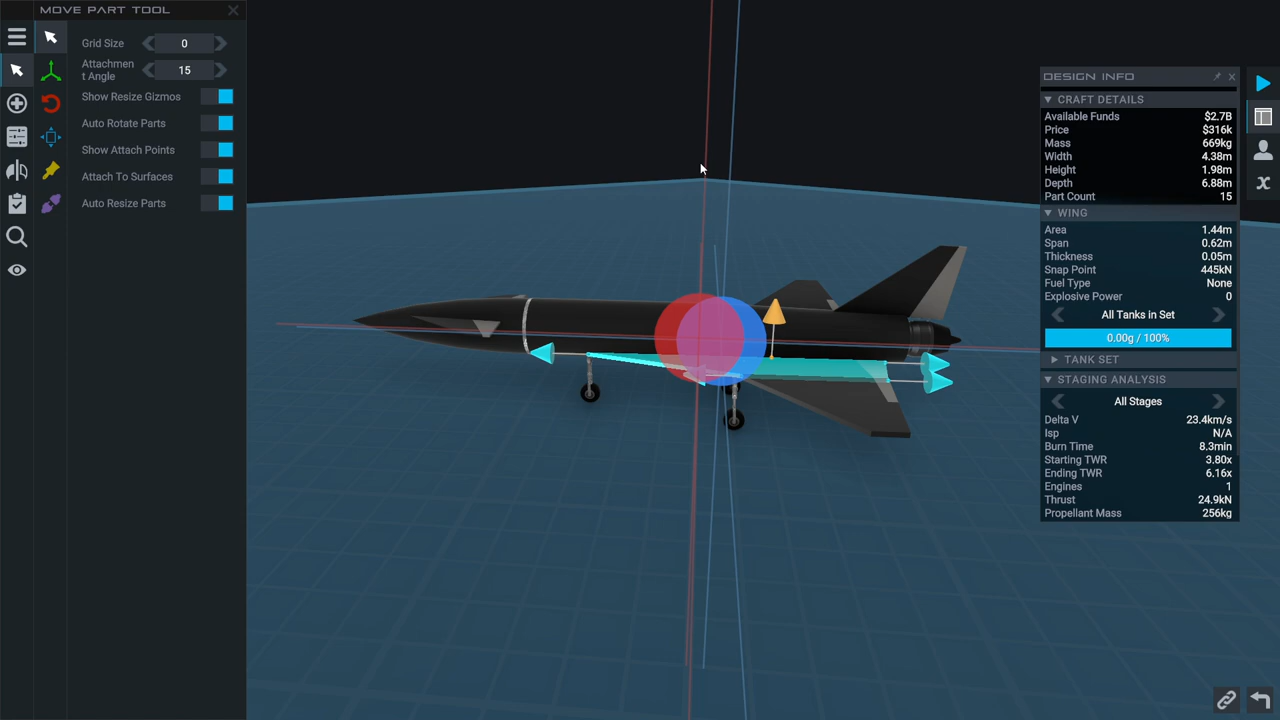 MOVE PART TOOL
Grid Size 0
Attachmen
t Angle 15
Show Resize Gizmos
Auto Rotate Parts
Show Attach Points
Attach To Surfaces
Auto Resize Parts
DESIGN INFO
CRAFT DETAILS
Available Funds $2.7B
Price $316k
Mass 669kg
Width 4.38m
Height 1.98m
Depth 6.88m
Part Count 15
WING
Area 1.44m
Span 0.62m
Thickness 0.05m
Snap Point 445kN
Fuel Type None
Explosive Power 0
All Tanks in Set
0.00g / 100%
TANK SET
STAGING ANALYSIS
All Stages
Delta V 23.4km/s
Isp N/A
Burn Time 8.3min
Starting TWR 3.80x
Ending TWR 6.16x
Engines 1
Thrust 24.9kN
Propellant Mass 256kg